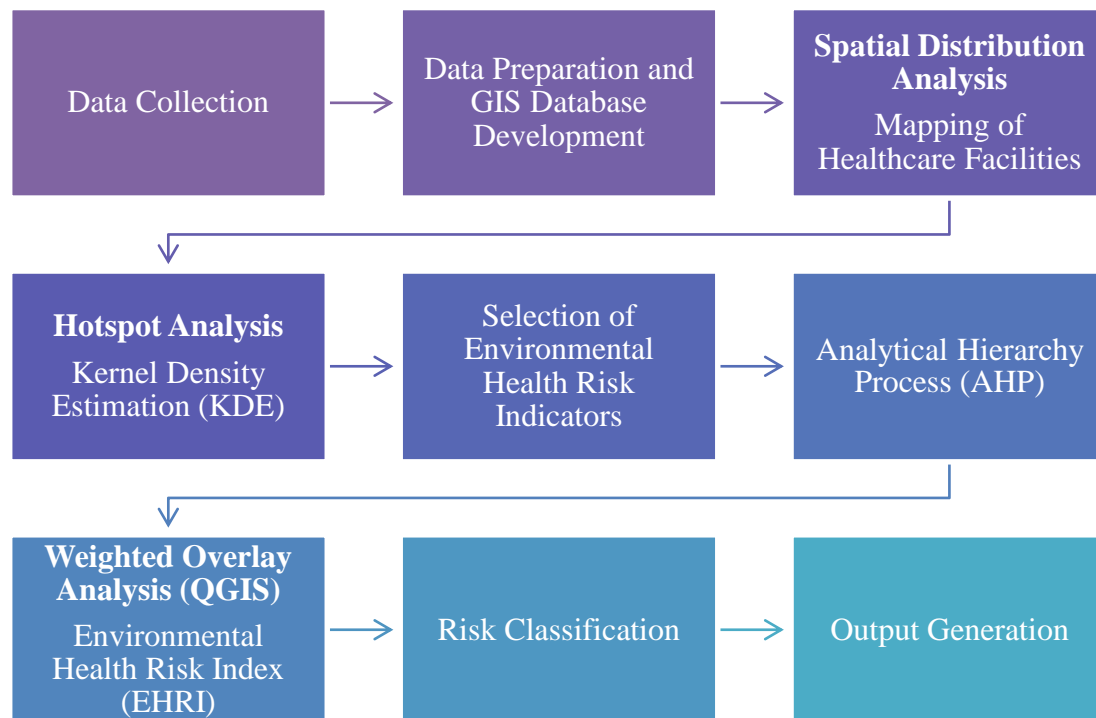 Data Collection
Data Preparation and
GIS Database
Development
Spatial Distribution
Analysis
Mapping of
Healthcare Facilities
Hotspot Analysis
Kernel Density
Estimation (KDE)
Selection of
Environmental
Health Risk
Indicators
Analytical Hierarchy
Process (AHP)
Weighted Overlay
Analysis (QGIS)
Environmental
Health Risk Index
(EHRI)
Risk Classification
Output Generation